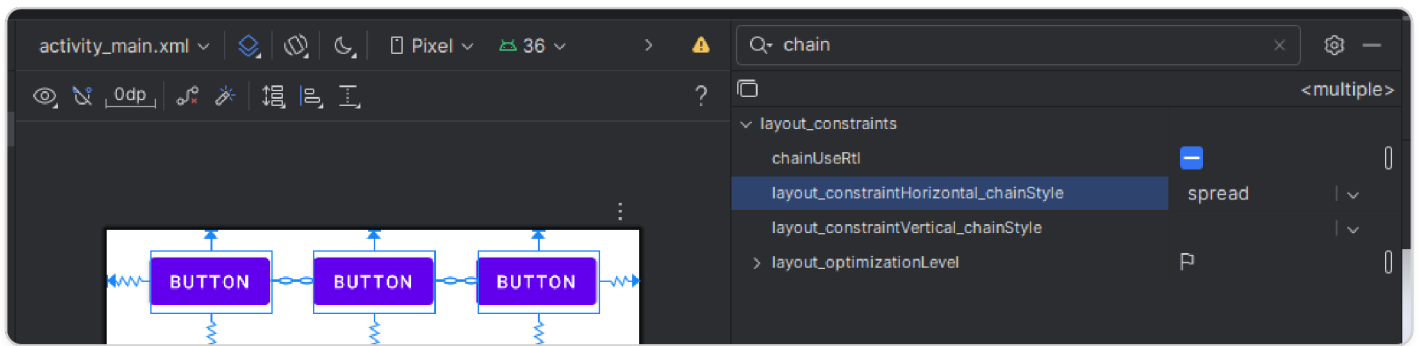 activity_main.xml Pixel 36
0dp ?
BUTTON BUTTON BUTTON
chain
<multiple>
layout_constraints
chainUseRtl
layout_constraintHorizontal_chainStyle spread
layout_constraintVertical_chainStyle
layout_optimizationLevel